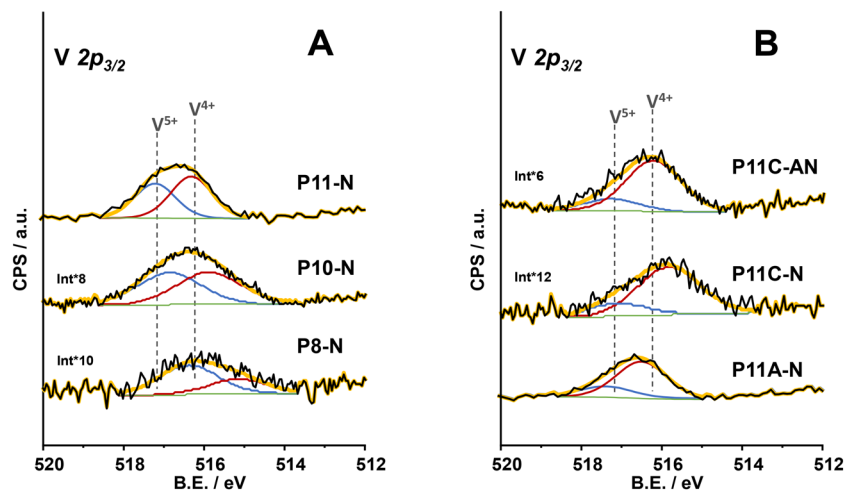 A
V 2p3/2
V5+
V4+
P11-N
Int*8
P10-N
Int*10
P8-N
CPS / a.u.
520 518 516 514 512
B.E. / eV
B
V 2p3/2
V5+
V4+
Int*6
P11C-AN
Int*12
P11C-N
P11A-N
CPS / a.u.
520 518 516 514 512
B.E. / eV